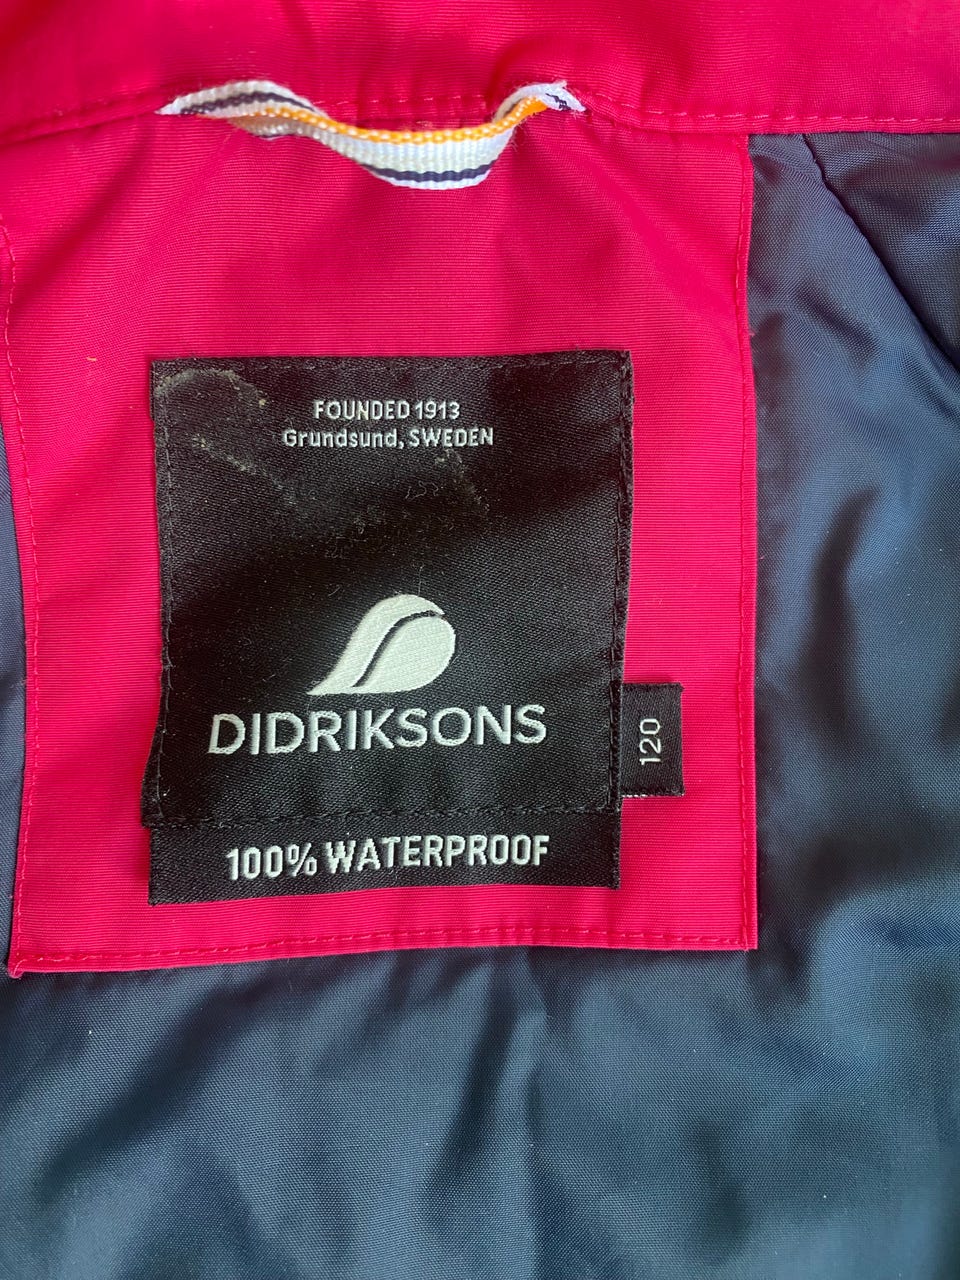 FOUNDED 1913
Grundsund, SWEDEN
DIDRIKSONS
120
100% WATERPROOF